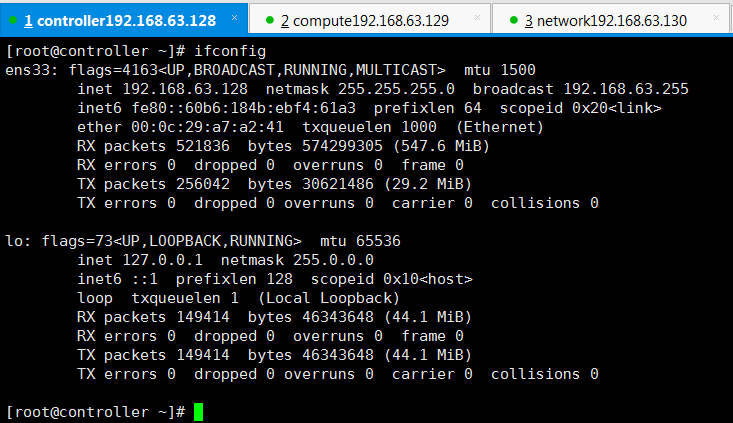 1 controller192.168.63.128 × 2 compute192.168.63.129 × 3 network192.168.63.130 ×
[root@controller ~]# ifconfig
ens33: flags=4163<UP,BROADCAST,RUNNING,MULTICAST>  mtu 1500
        inet 192.168.63.128  netmask 255.255.255.0  broadcast 192.168.63.255
        inet6 fe80::60b6:184b:ebf4:61a3  prefixlen 64  scopeid 0x20<link>
        ether 00:0c:29:a7:a2:41  txqueuelen 1000  (Ethernet)
        RX packets 521836  bytes 574299305 (547.6 MiB)
        RX errors 0  dropped 0  overruns 0  frame 0
        TX packets 256042  bytes 30621486 (29.2 MiB)
        TX errors 0  dropped 0 overruns 0  carrier 0  collisions 0

lo: flags=73<UP,LOOPBACK,RUNNING>  mtu 65536
        inet 127.0.0.1  netmask 255.0.0.0
        inet6 ::1  prefixlen 128  scopeid 0x10<host>
        loop  txqueuelen 1  (Local Loopback)
        RX packets 149414  bytes 46343648 (44.1 MiB)
        RX errors 0  dropped 0  overruns 0  frame 0
        TX packets 149414  bytes 46343648 (44.1 MiB)
        TX errors 0  dropped 0 overruns 0  carrier 0  collisions 0

[root@controller ~]#